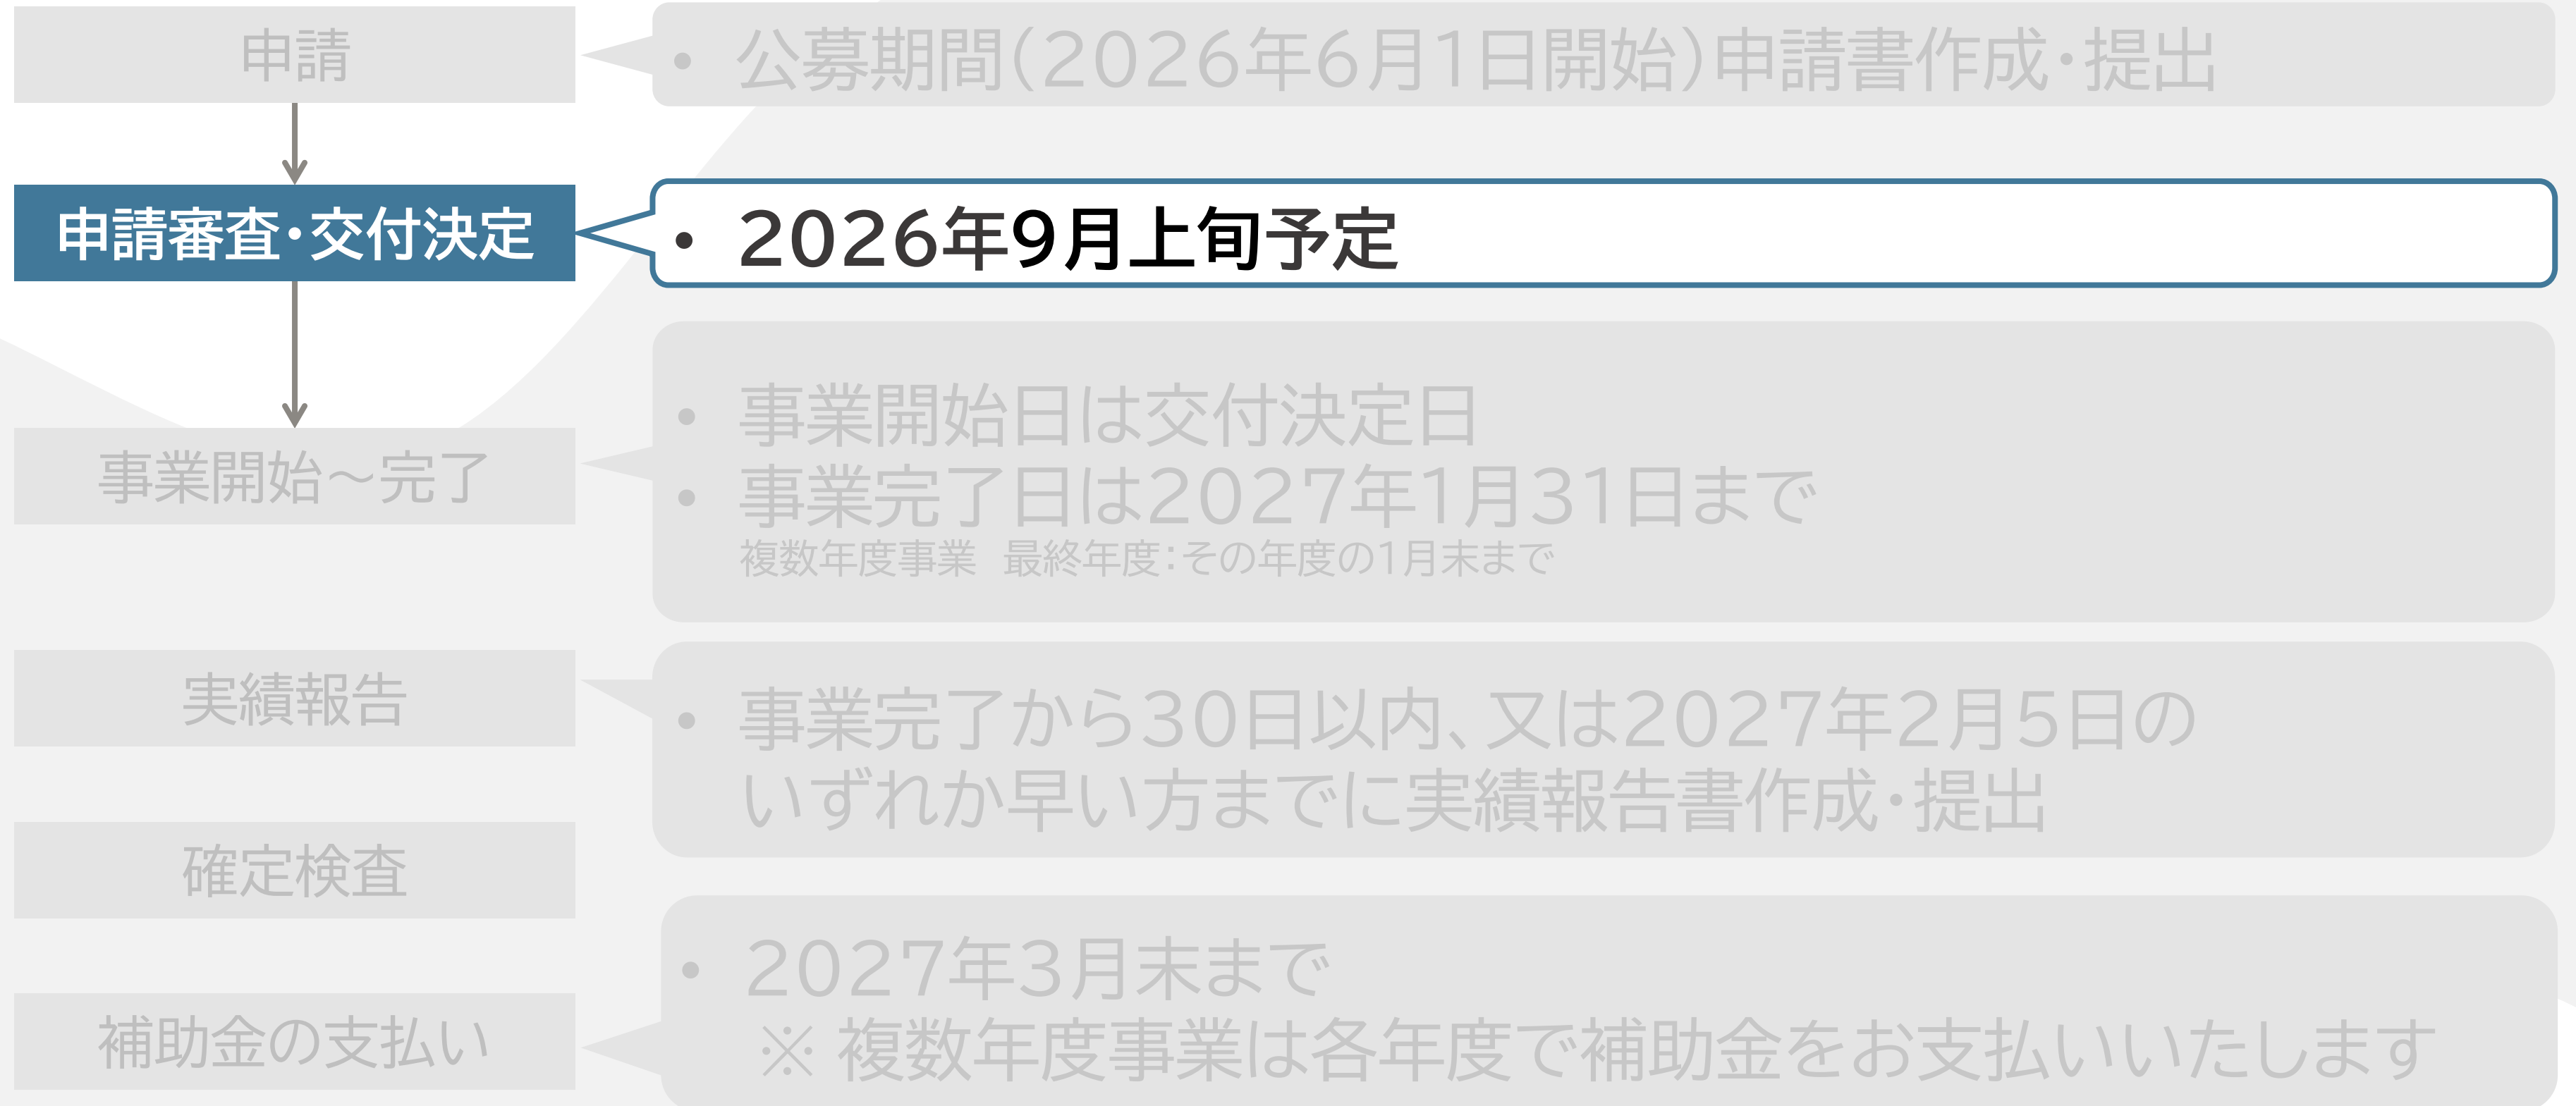 申請
• 公募期間(2026年6月1日開始)申請書作成・提出
申請審査・交付決定
• 2026年9月上旬予定
事業開始～完了
• 事業開始日は交付決定日
• 事業完了日は2027年1月31日まで
複数年度事業　最終年度：その年度の1月末まで
実績報告
• 事業完了から30日以内、又は2027年2月5日の
いずれか早い方までに実績報告書作成・提出
確定検査
補助金の支払い
• 2027年3月末まで
※ 複数年度事業は各年度で補助金をお支払いいたします